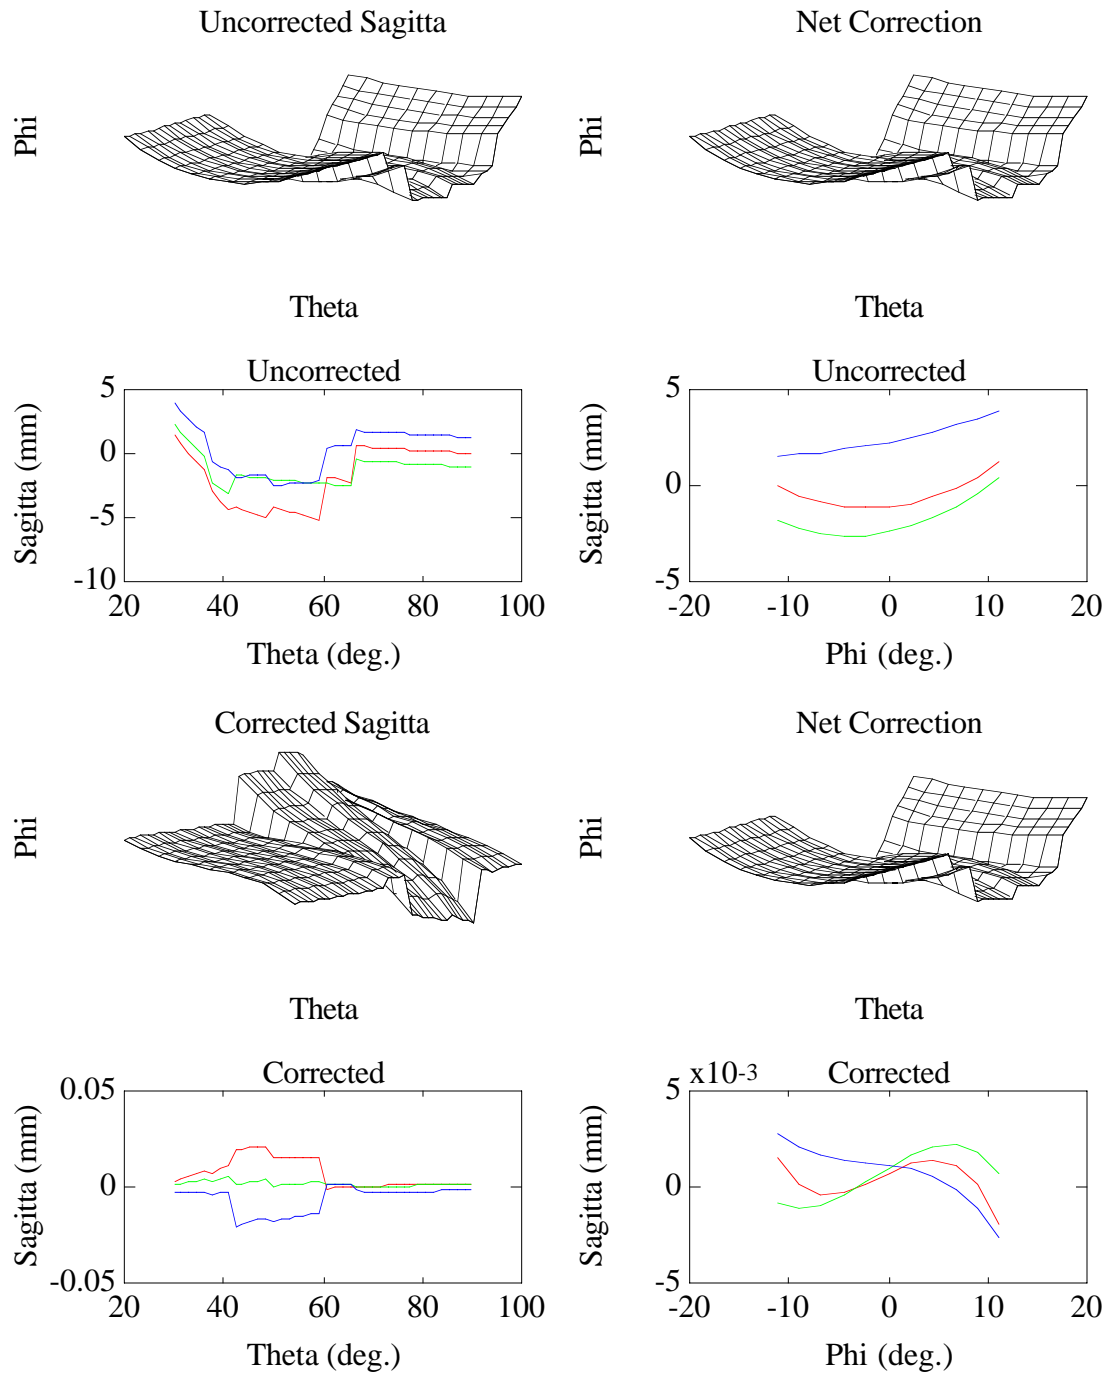 Uncorrected Sagitta
Net Correction
Phi
Phi
Theta
Theta
Uncorrected
Uncorrected
Sagitta (mm)
5
0
-5
-10
20 40 60 80 100
Theta (deg.)
Sagitta (mm)
5
0
-5
-20 -10 0 10 20
Phi (deg.)
Corrected Sagitta
Net Correction
Phi
Phi
Theta
Theta
Corrected
x10-3 Corrected
Sagitta (mm)
0.05
0
-0.05
20 40 60 80 100
Theta (deg.)
Sagitta (mm)
5
0
-5
-20 -10 0 10 20
Phi (deg.)